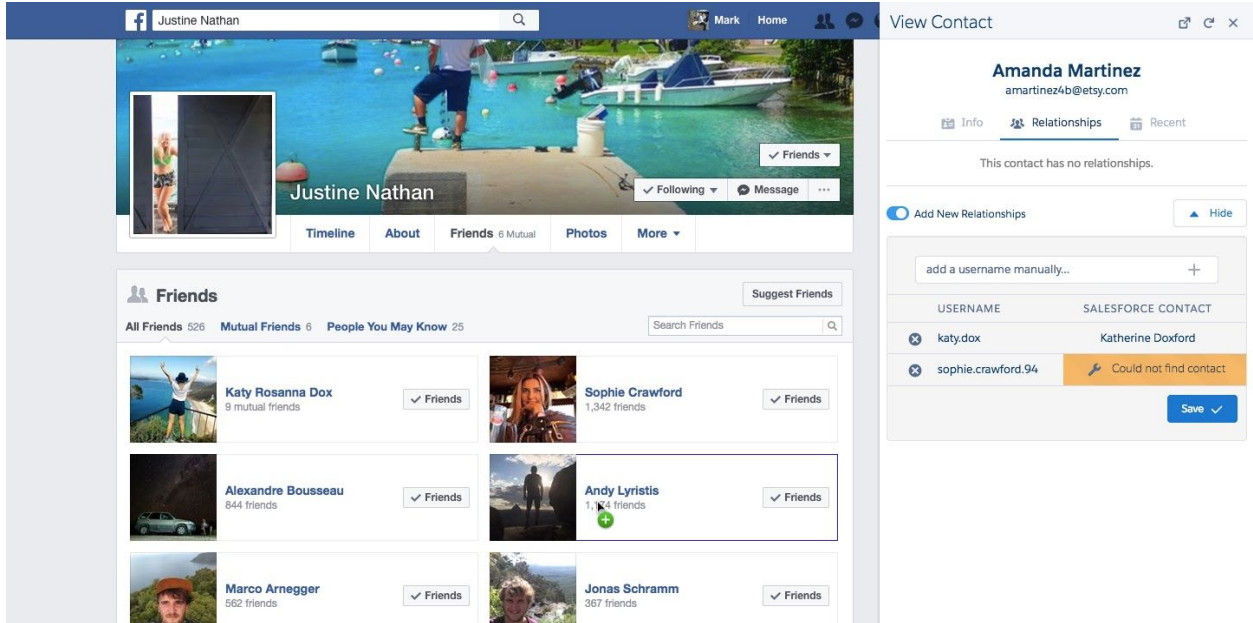 f
Justine Nathan
Mark Home
Justine Nathan
Friends
Following
Message
...
Timeline About Friends 6 Mutual Photos More
Friends
Suggest Friends
All Friends 526 Mutual Friends 6 People You May Know 25
Search Friends
Katy Rosanna Dox
9 mutual friends
Friends
Sophie Crawford
1,342 friends
Friends
Alexandre Bousseau
844 friends
Friends
Andy Lyristis
friends
Friends
Marco Arnegger
562 friends
Friends
Jonas Schramm
367 friends
Friends
View Contact
Amanda Martinez
amartinez4b@etsy.com
Info Relationships Recent
This contact has no relationships.
Add New Relationships
Hide
add a username manually...
USERNAME SALESFORCE CONTACT
katy.dox Katherine Doxford
sophie.crawford.94 Could not find contact
Save